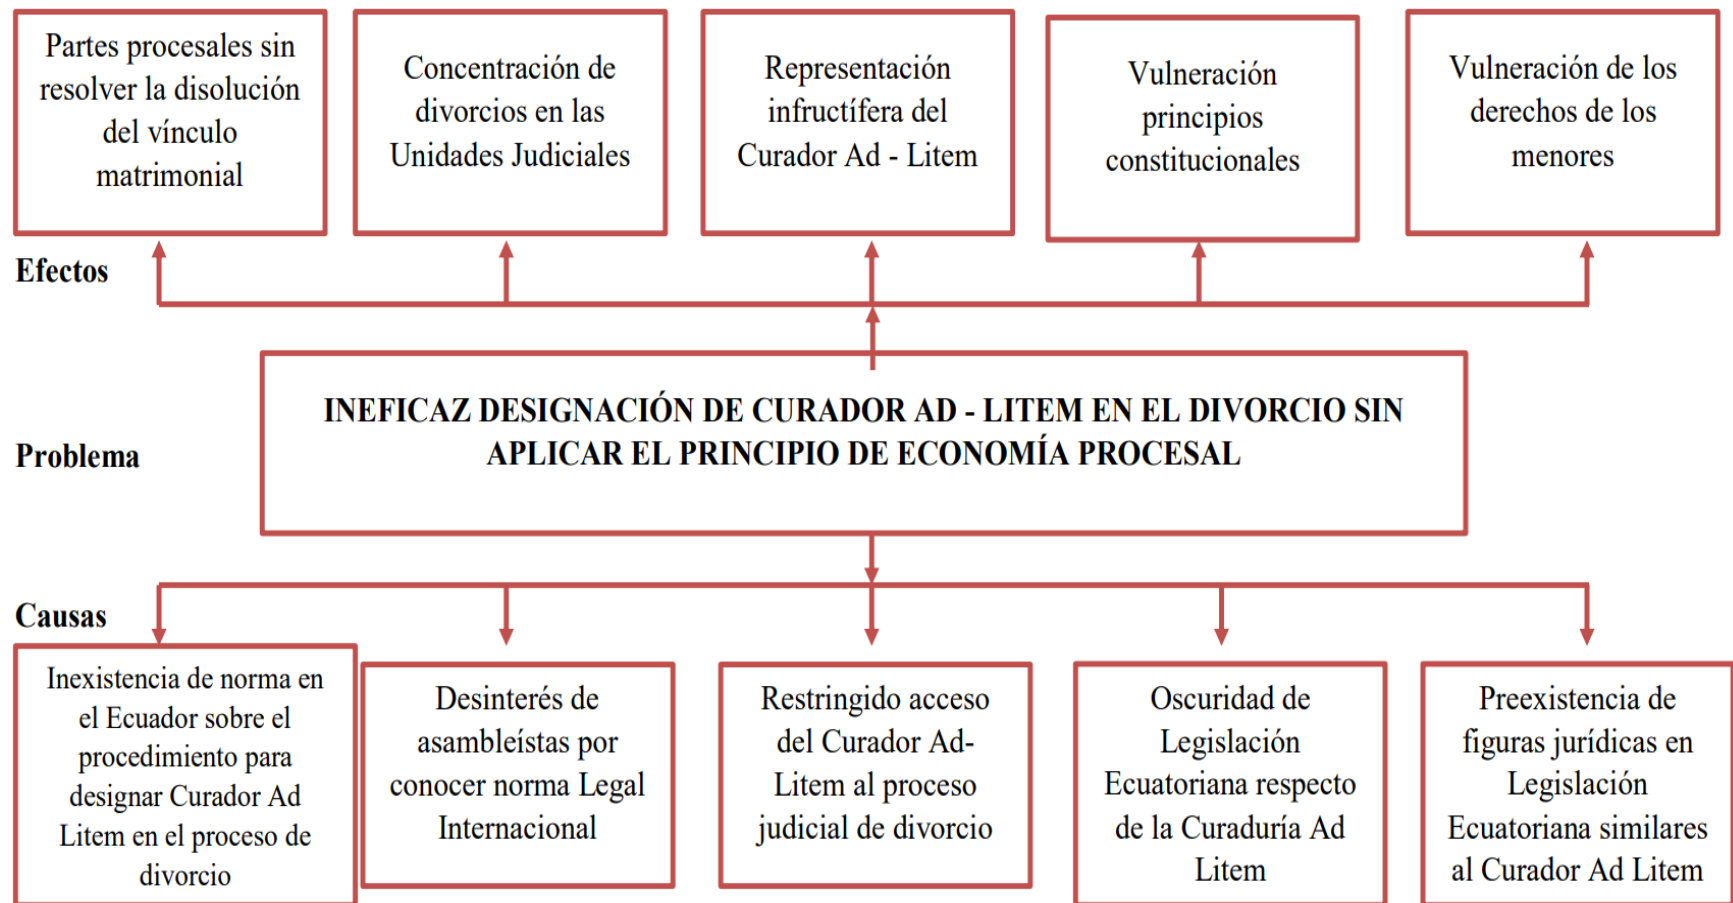 Partes procesales sin
resolver la disolución
del vínculo
matrimonial
Concentración de
divorcios en las
Unidades Judiciales
Representación
infructífera del
Curador Ad - Litem
Vulneración
principios
constitucionales
Vulneración de los
derechos de los
menores
Efectos
Problema
INEFICAZ DESIGNACIÓN DE CURADOR AD - LITEM EN EL DIVORCIO SIN
APLICAR EL PRINCIPIO DE ECONOMÍA PROCESAL
Causas
Inexistencia de norma en
el Ecuador sobre el
procedimiento para
designar Curador Ad
Litem en el proceso de
divorcio
Desinterés de
asambleístas por
conocer norma Legal
Internacional
Restringido acceso
del Curador Ad-
Litem al proceso
judicial de divorcio
Oscuridad de
Legislación
Ecuatoriana respecto
de la Curaduría Ad
Litem
Preexistencia de
figuras jurídicas en
Legislación
Ecuatoriana similares
al Curador Ad Litem